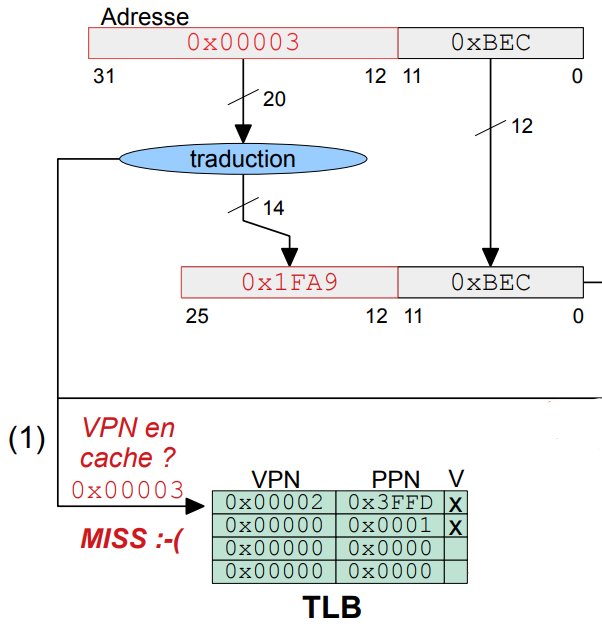 Adresse
0x00003 0xBEC
31 12 11 0
20
12
traduction
14
0x1FA9 0xBEC
25 12 11 0
(1)
VPN en
cache ?
0x00003
MISS :-(
VPN PPN V
0x00002 0x3FFD X
0x00000 0x0001 X
0x00000 0x0000
0x00000 0x0000
TLB